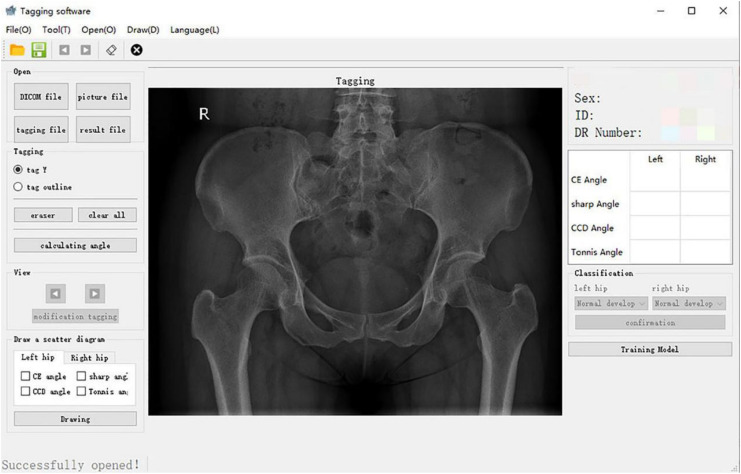 Tagging software
File(O) Tool(T) Open(O) Draw(D) Language(L)
Open
DICOM file picture file
tagging file result file
Tagging
tag Y
tag outline
eraser clear all
calculating angle
View
modification tagging
Draw a scatter diagram
Left hip Right hip
CE angle sharp ang
CCD angle Tonnis an
Drawing
Successfully opened!
Tagging
R
Sex:
ID:
DR Number:
Left Right
CE Angle
sharp Angle
CCD Angle
Tonnis Angle
Classification
left hip right hip
Normal develop Normal develop
confirmation
Training Model